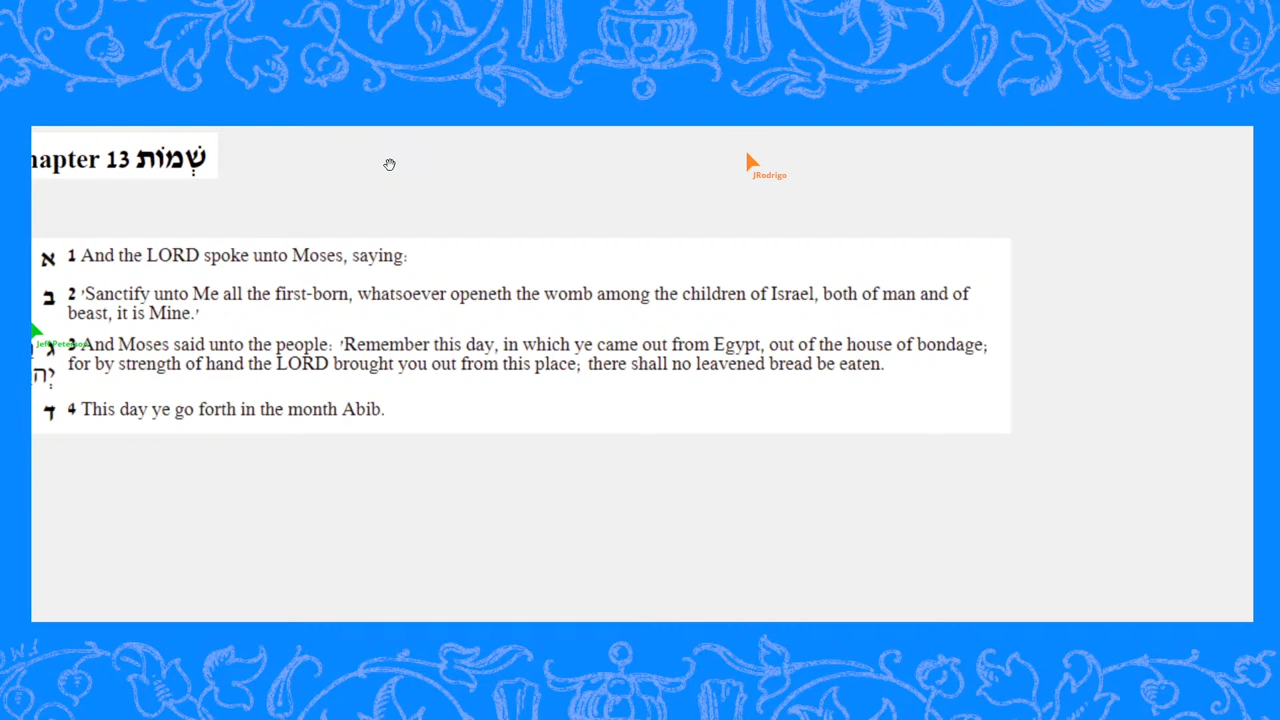 hapter 13 שְׁמוֹת
JRodrigo
א 1 And the LORD spoke unto Moses, saying:
ב 2 'Sanctify unto Me all the first-born, whatsoever openeth the womb among the children of Israel, both of man and of
beast, it is Mine.'
ג 3 And Moses said unto the people: 'Remember this day, in which ye came out from Egypt, out of the house of bondage;
for by strength of hand the LORD brought you out from this place; there shall no leavened bread be eaten.
ד 4 This day ye go forth in the month Abib.